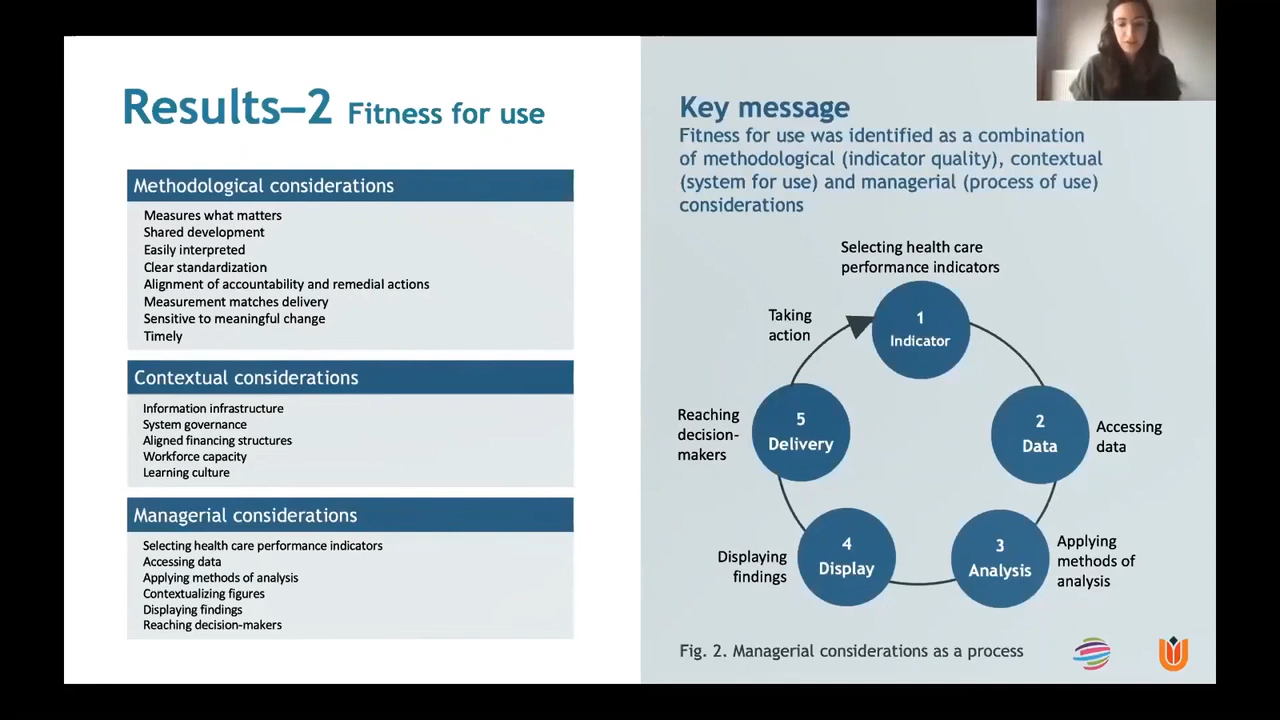 Results–2 Fitness for use
Methodological considerations
Measures what matters
Shared development
Easily interpreted
Clear standardization
Alignment of accountability and remedial actions
Measurement matches delivery
Sensitive to meaningful change
Timely
Contextual considerations
Information infrastructure
System governance
Aligned financing structures
Workforce capacity
Learning culture
Managerial considerations
Selecting health care performance indicators
Accessing data
Applying methods of analysis
Contextualizing figures
Displaying findings
Reaching decision-makers
Key message
Fitness for use was identified as a combination
of methodological (indicator quality), contextual
(system for use) and managerial (process of use)
considerations
Selecting health care
performance indicators
1
Indicator
2
Data
Accessing
data
3
Analysis
Applying
methods of
analysis
4
Display
Displaying
findings
5
Delivery
Reaching
decision-
makers
Taking
action
Fig. 2. Managerial considerations as a process